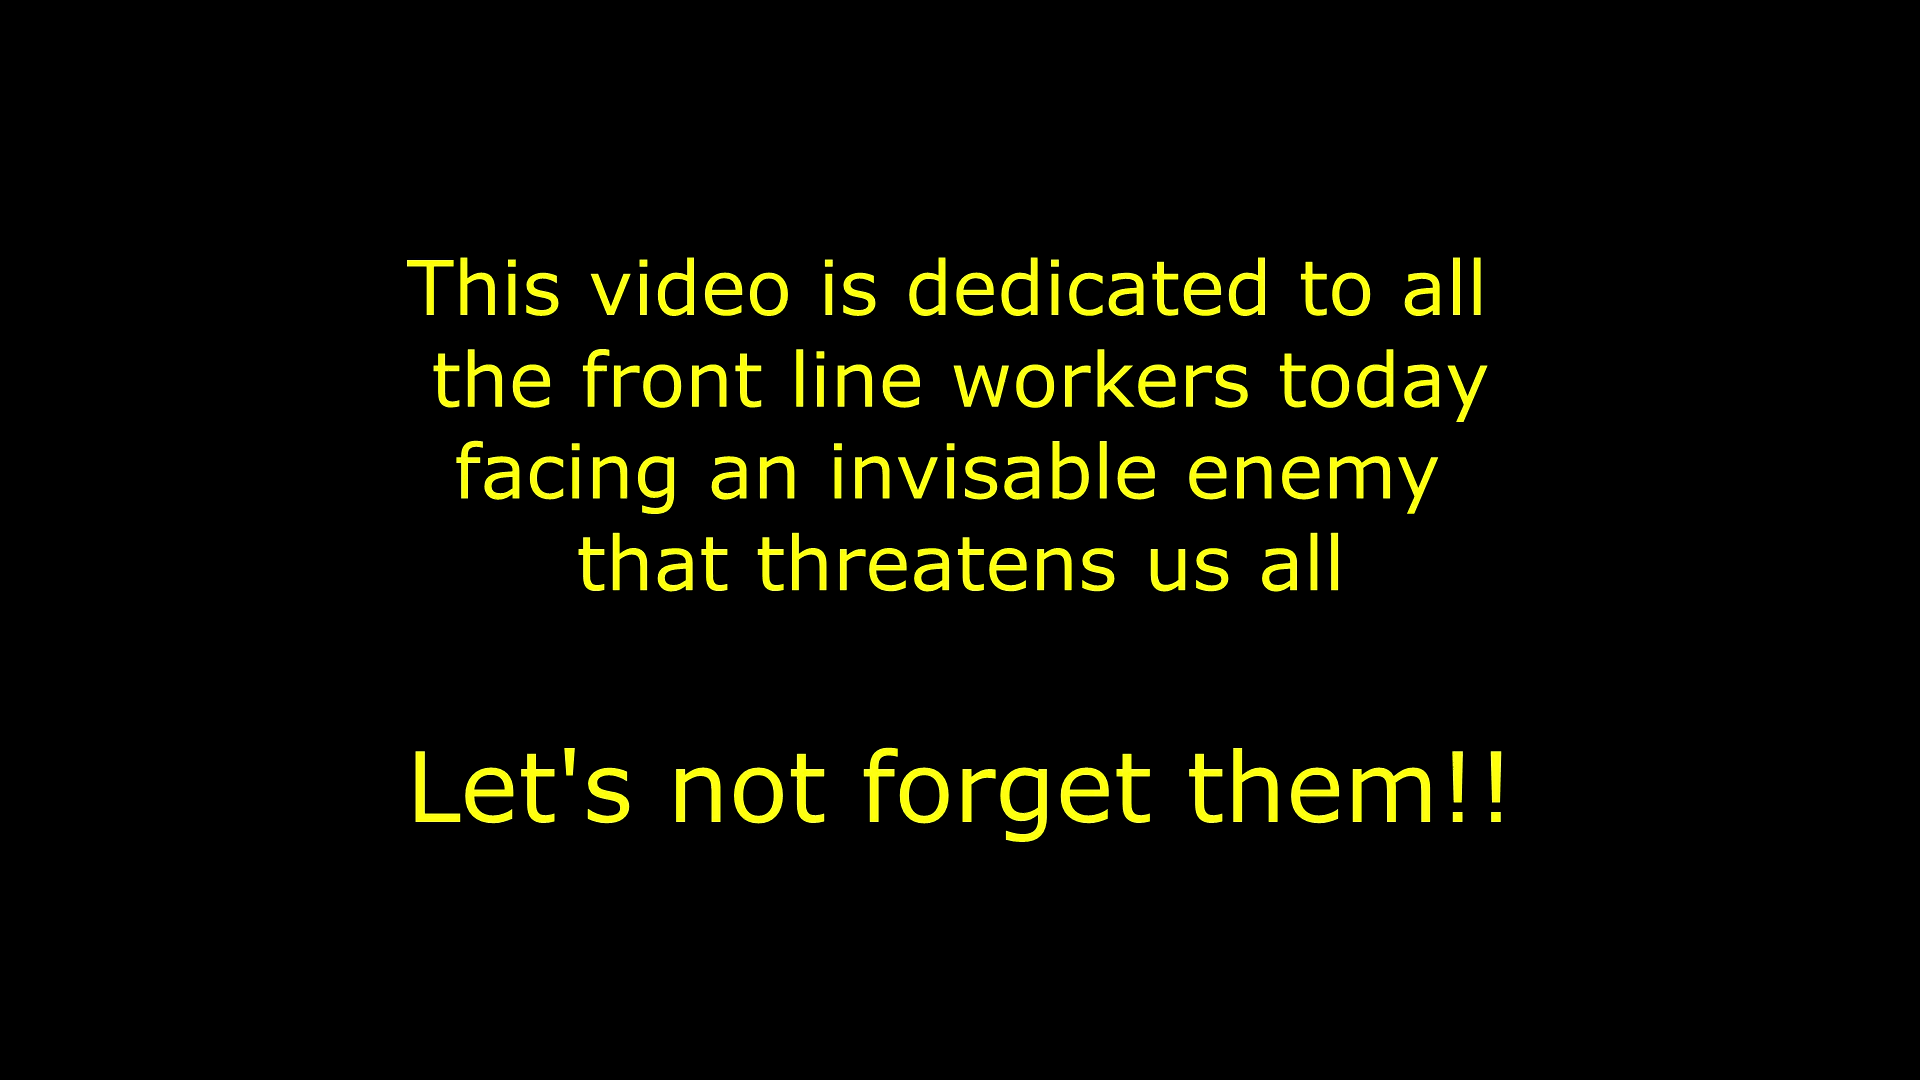 This video is dedicated to all
the front line workers today
facing an invisable enemy
that threatens us all
Let's not forget them!!